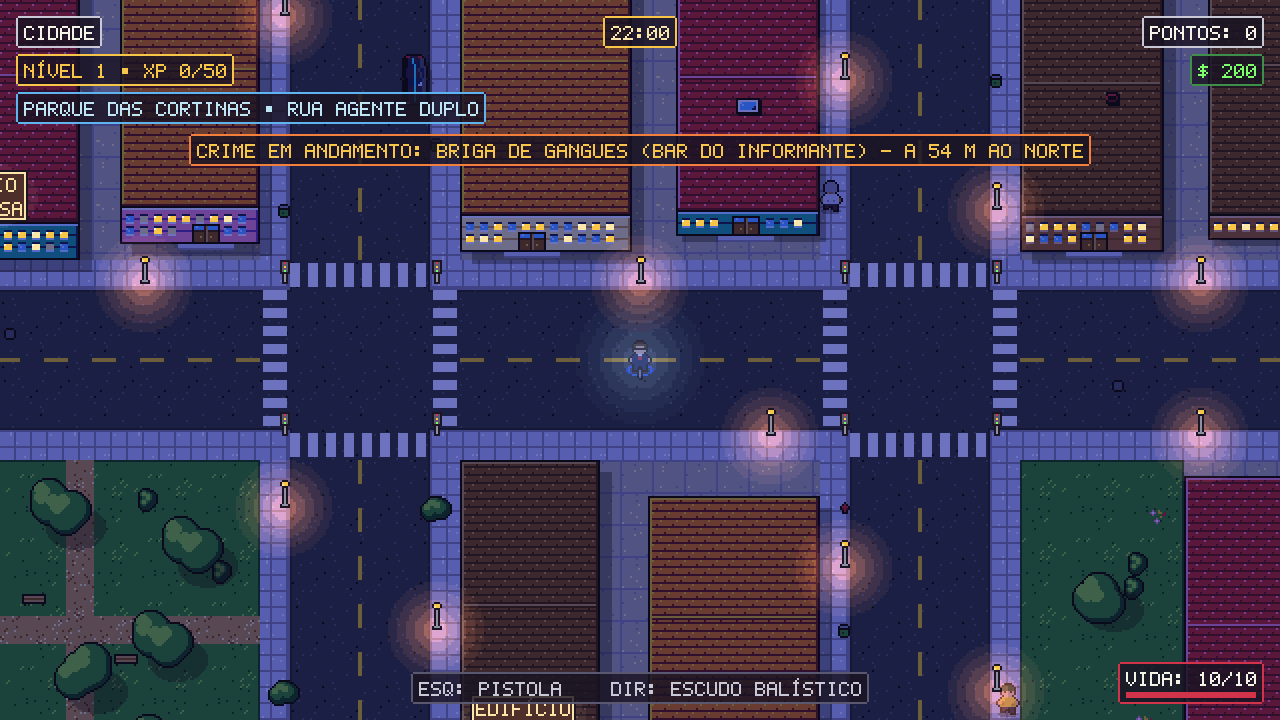 CIDADE
22:00
PONTOS: 0
NÍVEL 1 ▪ XP 0/50
$ 200
PARQUE DAS CORTINAS ▪ RUA AGENTE DUPLO
CRIME EM ANDAMENTO: BRIGA DE GANGUES (BAR DO INFORMANTE) - A 54 M AO NORTE
VIDA: 10/10
ESQ: PISTOLA DIR: ESCUDO BALÍSTICO
EDIFÍCIO